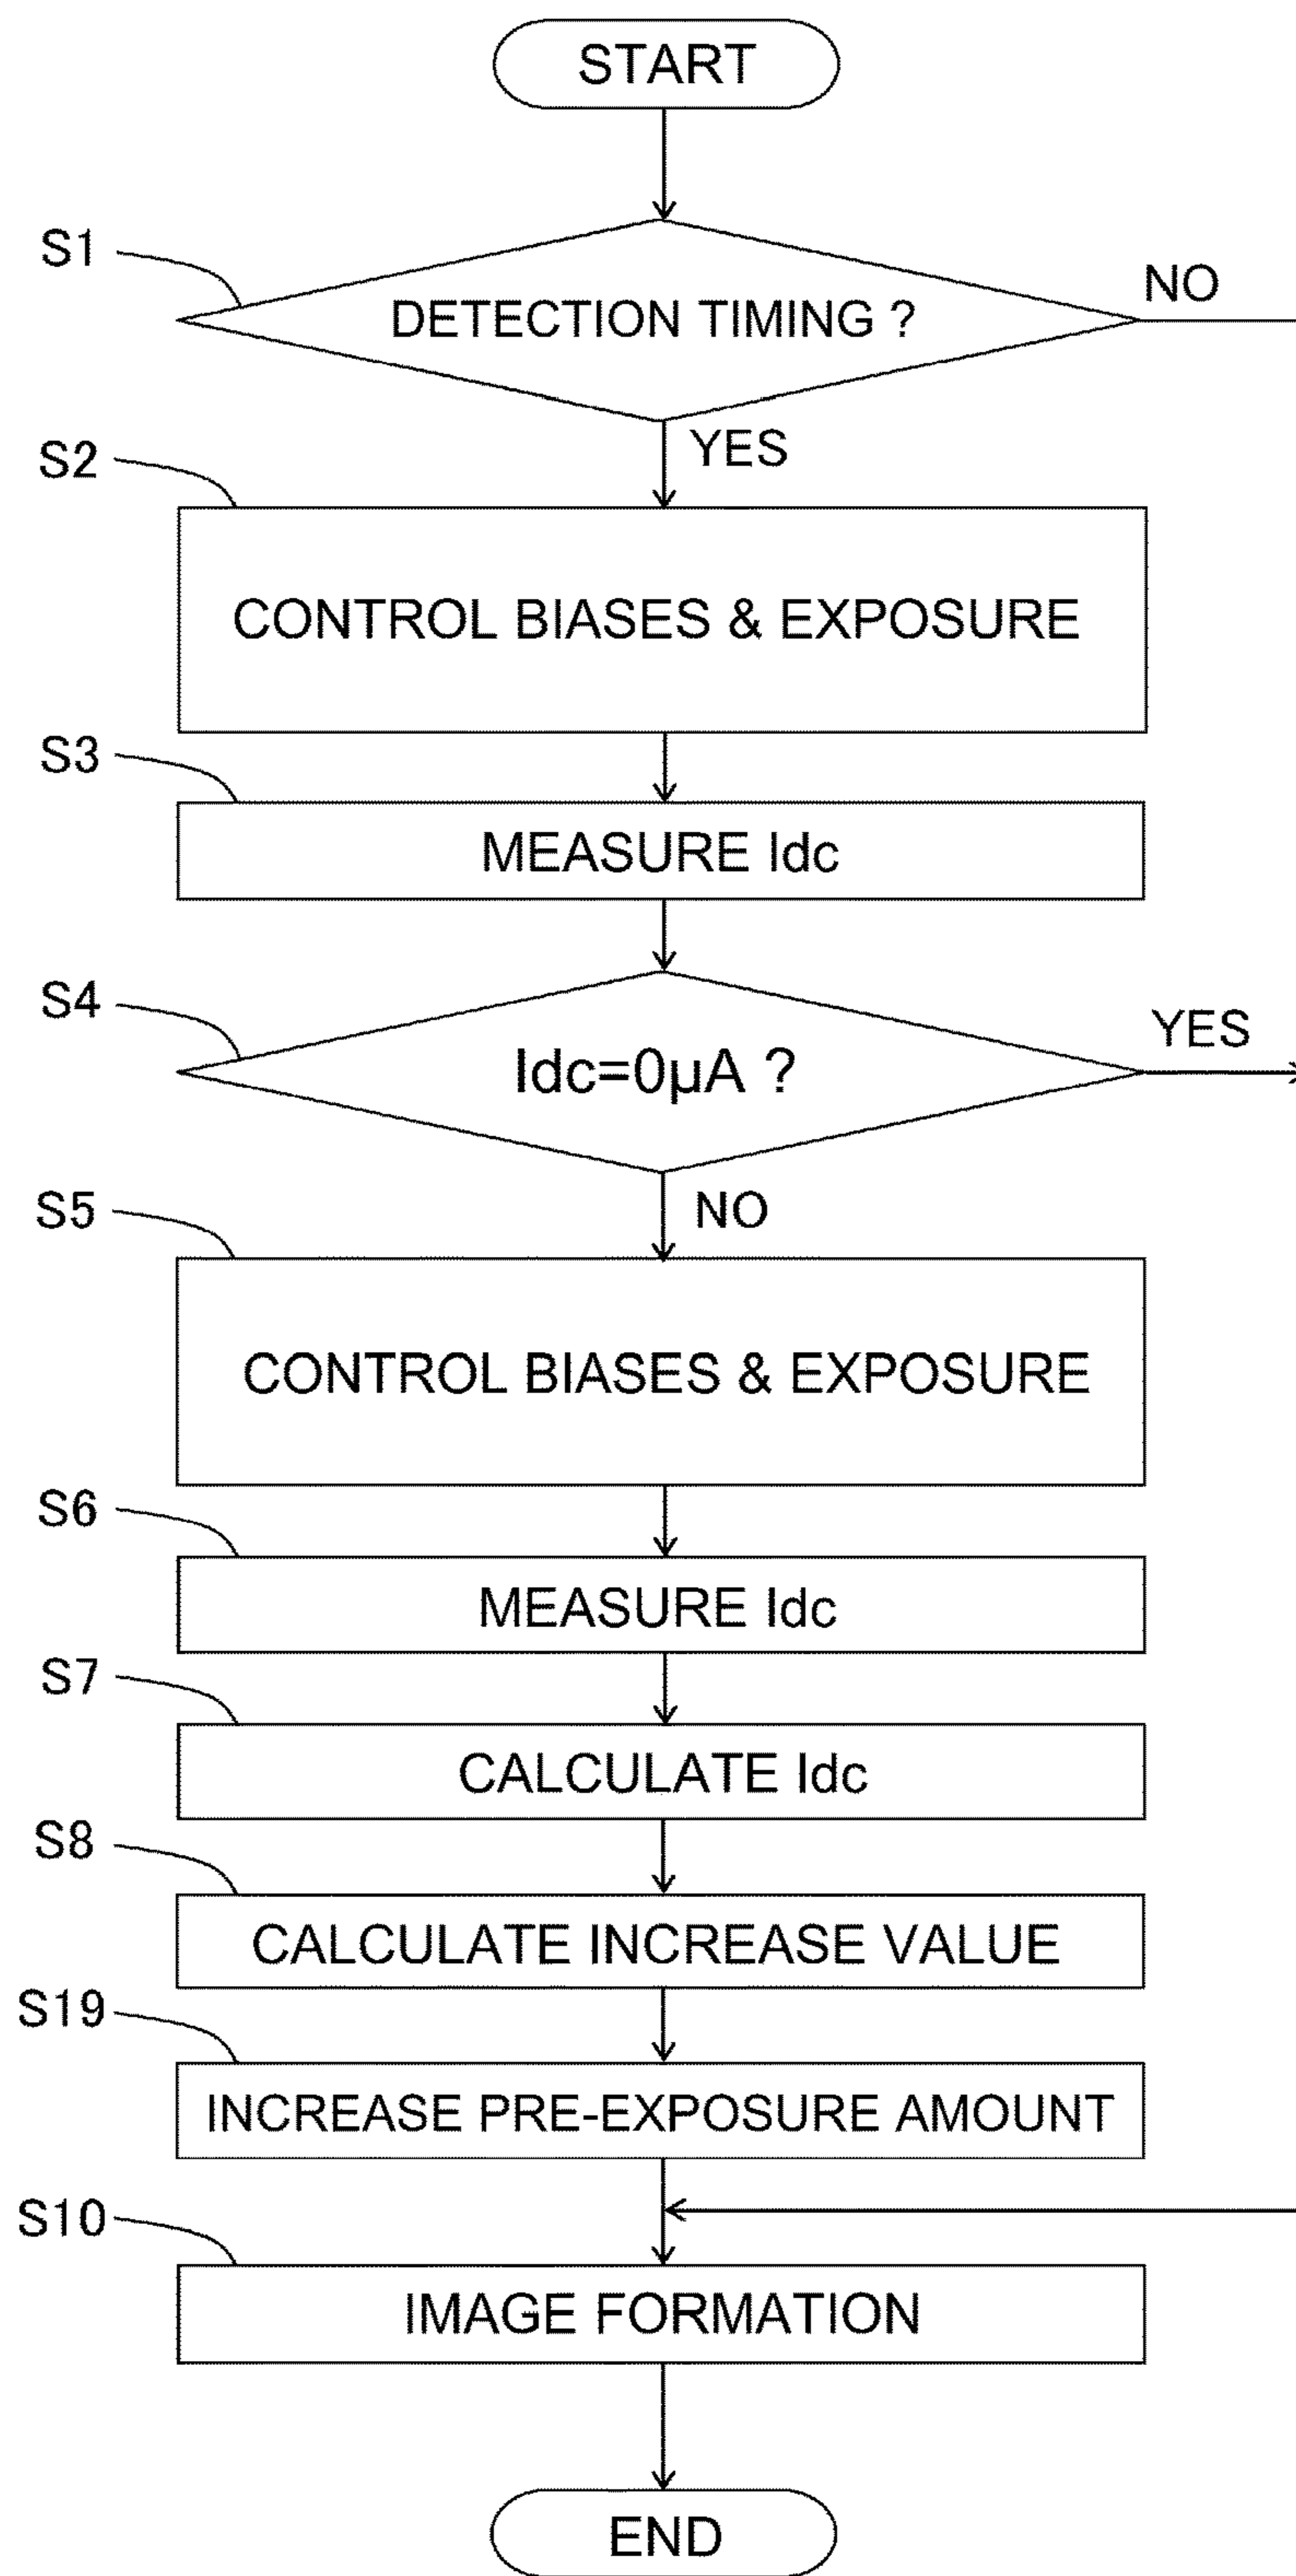 START
S1
DETECTION TIMING ?
NO
YES
S2
CONTROL BIASES & EXPOSURE
S3
MEASURE Idc
S4
Idc=0μA ?
YES
NO
S5
CONTROL BIASES & EXPOSURE
S6
MEASURE Idc
S7
CALCULATE Idc
S8
CALCULATE INCREASE VALUE
S19
INCREASE PRE-EXPOSURE AMOUNT
S10
IMAGE FORMATION
END